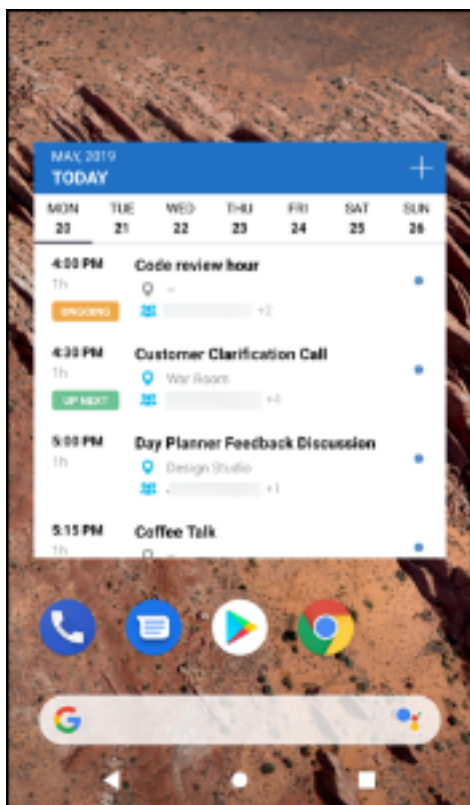 MAY, 2019
TODAY
MON TUE WED THU FRI SAT SUN
20 21 22 23 24 25 26
4:00 PM Code review hour
1h –
ONGOING +2
4:30 PM Customer Clarification Call
1h War Room
UP NEXT +4
5:00 PM Day Planner Feedback Discussion
1h Design Studio
+1
5:15 PM Coffee Talk
1h –
G